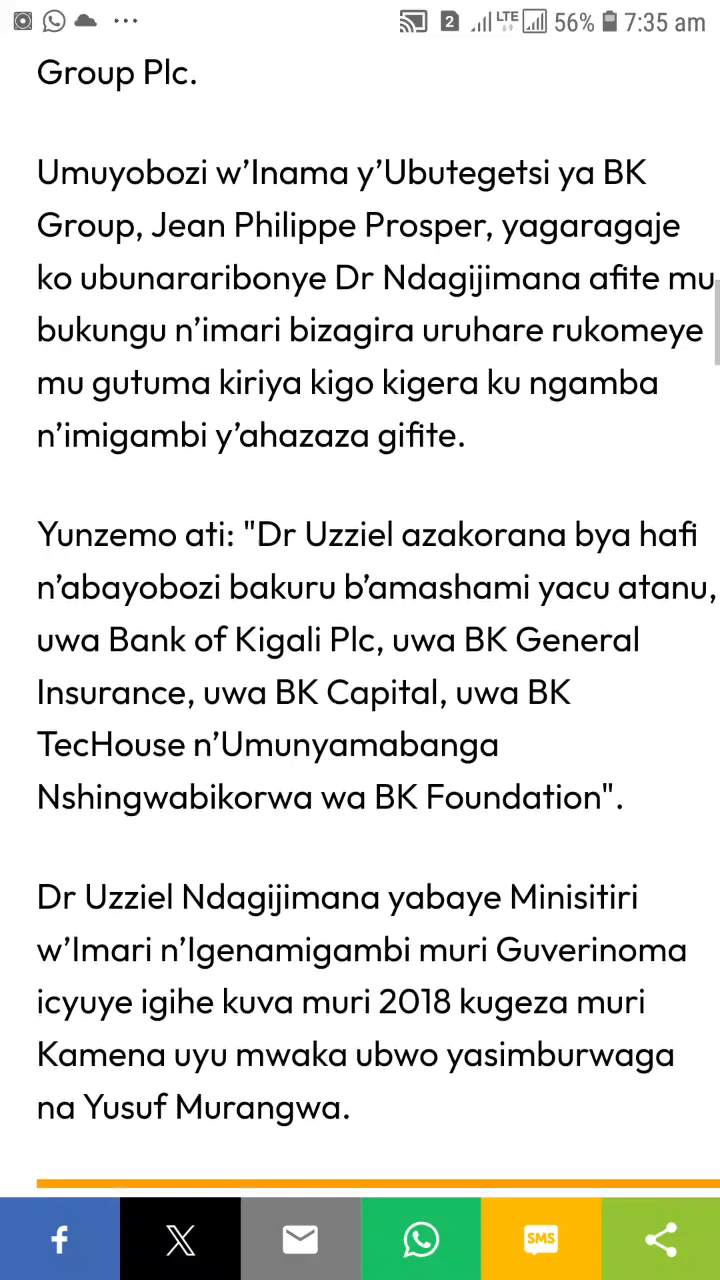 2 LTE 56% 7:35 am
Group Plc.
Umuyobozi w’Inama y’Ubutegetsi ya BK
Group, Jean Philippe Prosper, yagaragaje
ko ubunararibonye Dr Ndagijimana afite mu
bukungu n’imari bizagira uruhare rukomeye
mu gutuma kiriya kigo kigera ku ngamba
n’imigambi y’ahazaza gifite.
Yunzemo ati: "Dr Uzziel azakorana bya hafi
n’abayobozi bakuru b’amashami yacu atanu,
uwa Bank of Kigali Plc, uwa BK General
Insurance, uwa BK Capital, uwa BK
TecHouse n’Umunyamabanga
Nshingwabikorwa wa BK Foundation".
Dr Uzziel Ndagijimana yabaye Minisitiri
w’Imari n’Igenamigambi muri Guverinoma
icyuye igihe kuva muri 2018 kugeza muri
Kamena uyu mwaka ubwo yasimburwaga
na Yusuf Murangwa.
SMS